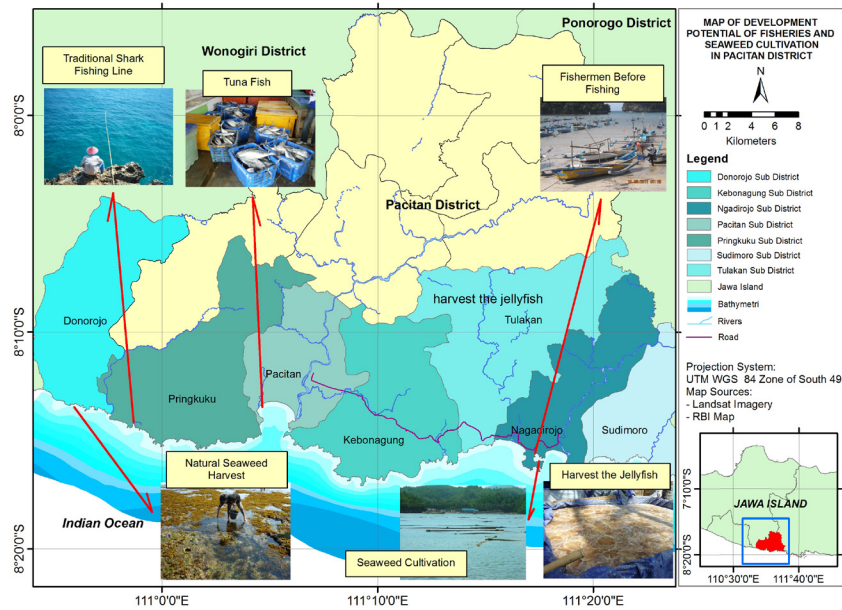 Ponorogo District
Wonogiri District
Traditional Shark
Fishing Line
Tuna Fish
Fishermen Before
Fishing
8°0'0"S
8°10'0"S
8°20'0"S
Pacitan District
harvest the jellyfish
Tulakan
Donorojo
Pacitan
Pringkuku
Kebonagung
Nagadirojo
Sudimoro
Natural Seaweed
Harvest
Harvest the Jellyfish
Indian Ocean
Seaweed Cultivation
111°0'0"E
111°10'0"E
111°20'0"E
MAP OF DEVELOPMENT
POTENTIAL OF FISHERIES AND
SEAWEED CULTIVATION
IN PACITAN DISTRICT
N
0 1 2 4 6 8
Kilometers
Legend
Donorojo Sub District
Kebonagung Sub District
Ngadirojo Sub District
Pacitan Sub District
Pringkuku Sub District
Sudimoro Sub District
Tulakan Sub District
Jawa Island
Bathymetri
Rivers
Road
Projection System:
UTM WGS 84 Zone of South 49
Map Sources:
- Landsat Imagery
- RBI Map
7°10'0"S
JAWA ISLAND
8°20'0"S
110°30'0"E
111°40'0"E